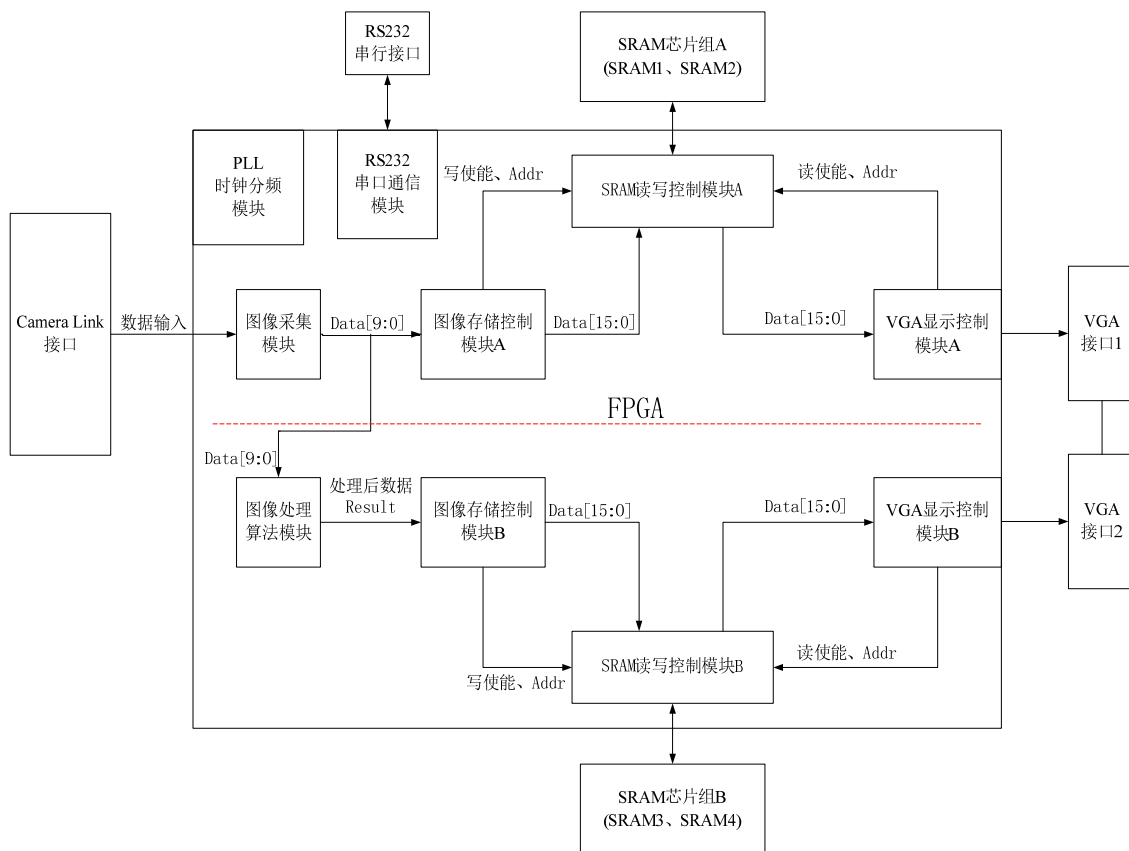 RS232
串行接口
SRAM芯片组A
(SRAM1、SRAM2)
PLL
时钟分频
模块
RS232
串口通信
模块
写使能、Addr
SRAM读写控制模块A
读使能、Addr
Camera Link
接口
数据输入
图像采集
模块
Data[9:0]
图像存储控制
模块A
Data[15:0]
Data[15:0]
VGA显示控制
模块A
VGA
接口1
FPGA
Data[9:0]
图像处理
算法模块
处理后数据
Result
图像存储控制
模块B
Data[15:0]
Data[15:0]
VGA显示控制
模块B
VGA
接口2
写使能、Addr
SRAM读写控制模块B
读使能、Addr
SRAM芯片组B
(SRAM3、SRAM4)